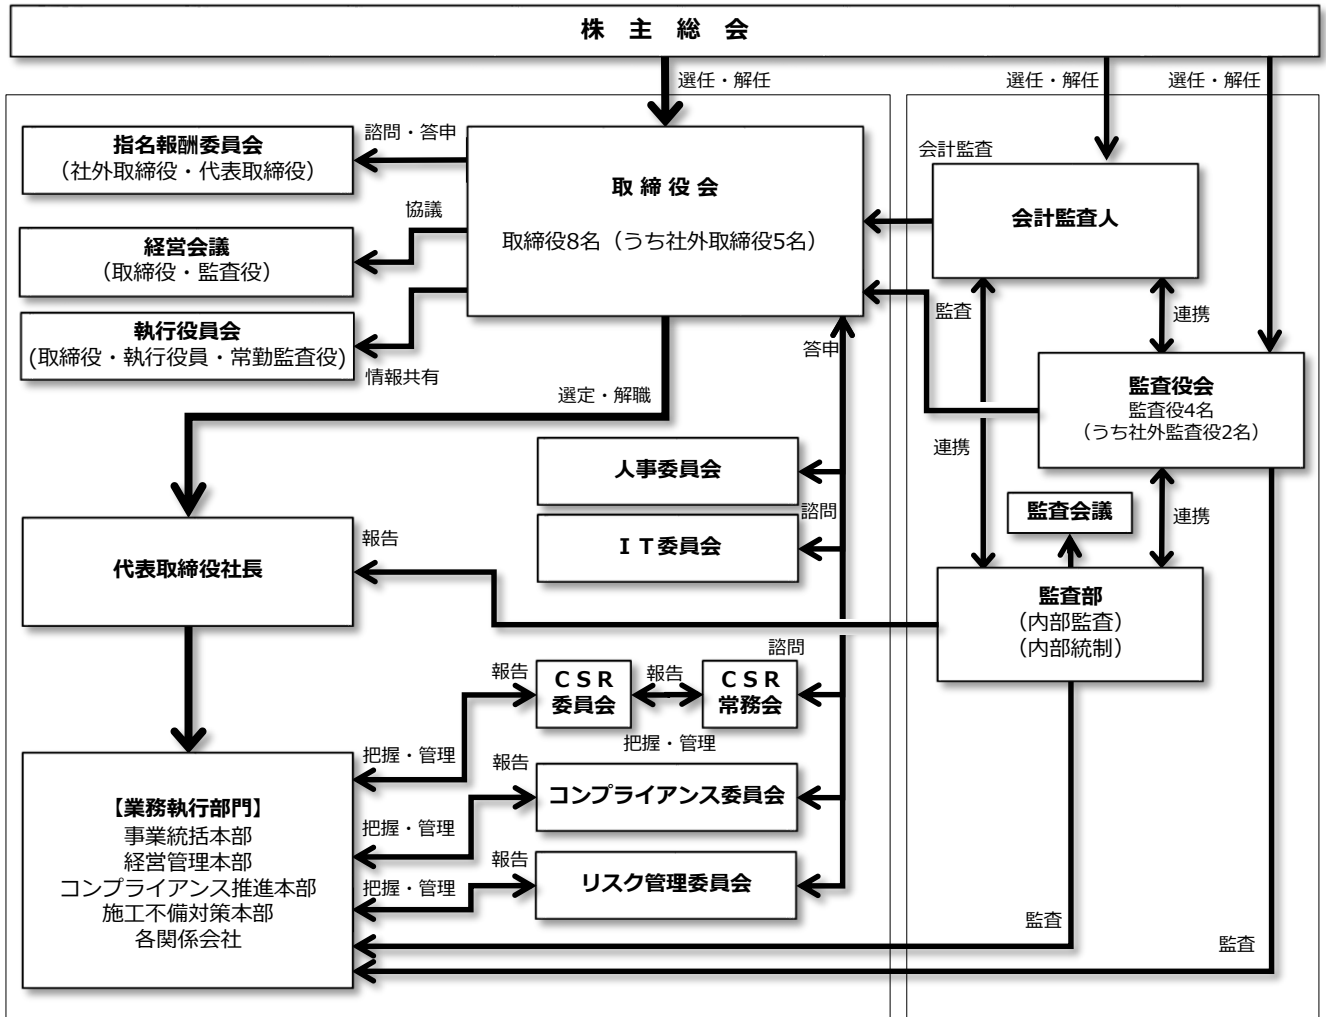 株 主 総 会
選任・解任
選任・解任
選任・解任
指名報酬委員会
（社外取締役・代表取締役）
諮問・答申
取 締 役 会
取締役8名（うち社外取締役5名）
会計監査
会計監査人
経営会議
（取締役・監査役）
協議
執行役員会
(取締役・執行役員・常勤監査役)
情報共有
選定・解職
答申
監査
連携
監査役会
監査役4名
（うち社外監査役2名）
連携
連携
人事委員会
諮問
ＩＴ委員会
監査会議
代表取締役社長
報告
監査部
（内部監査）
（内部統制）
諮問
報告
ＣＳＲ
委員会
報告
ＣＳＲ
常務会
把握・管理
把握・管理
報告
コンプライアンス委員会
把握・管理
報告
リスク管理委員会
把握・管理
【業務執行部門】
事業統括本部
経営管理本部
コンプライアンス推進本部
施工不備対策本部
各関係会社
監査
監査